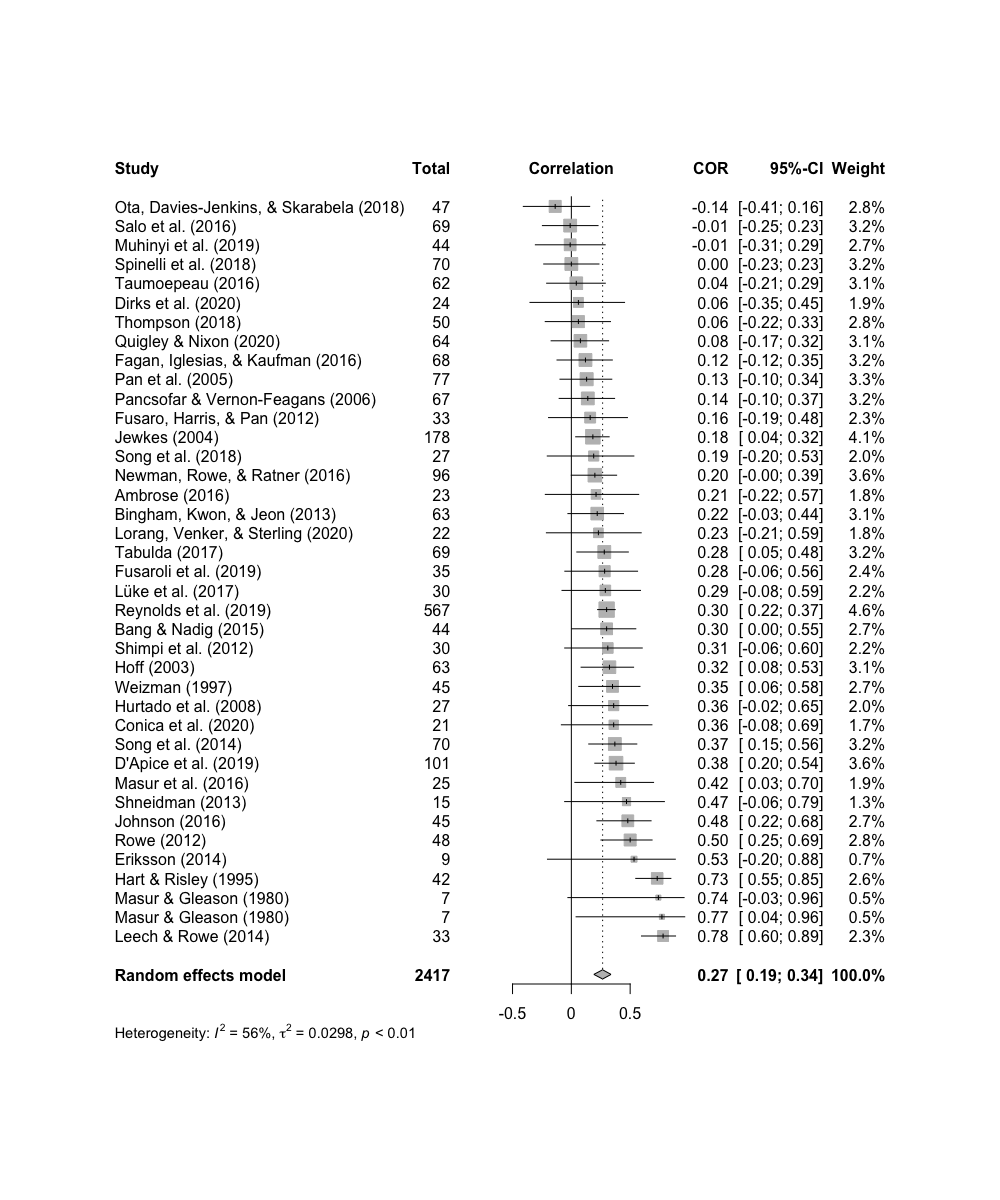 Study Total Correlation COR 95%-CI Weight
Ota, Davies-Jenkins, & Skarabela (2018) 47 -0.14 [-0.41; 0.16] 2.8%
Salo et al. (2016) 69 -0.01 [-0.25; 0.23] 3.2%
Muhinyi et al. (2019) 44 -0.01 [-0.31; 0.29] 2.7%
Spinelli et al. (2018) 70 0.00 [-0.23; 0.23] 3.2%
Taumoepeau (2016) 62 0.04 [-0.21; 0.29] 3.1%
Dirks et al. (2020) 24 0.06 [-0.35; 0.45] 1.9%
Thompson (2018) 50 0.06 [-0.22; 0.33] 2.8%
Quigley & Nixon (2020) 64 0.08 [-0.17; 0.32] 3.1%
Fagan, Iglesias, & Kaufman (2016) 68 0.12 [-0.12; 0.35] 3.2%
Pan et al. (2005) 77 0.13 [-0.10; 0.34] 3.3%
Pancsofar & Vernon-Feagans (2006) 67 0.14 [-0.10; 0.37] 3.2%
Fusaro, Harris, & Pan (2012) 33 0.16 [-0.19; 0.48] 2.3%
Jewkes (2004) 178 0.18 [ 0.04; 0.32] 4.1%
Song et al. (2018) 27 0.19 [-0.20; 0.53] 2.0%
Newman, Rowe, & Ratner (2016) 96 0.20 [-0.00; 0.39] 3.6%
Ambrose (2016) 23 0.21 [-0.22; 0.57] 1.8%
Bingham, Kwon, & Jeon (2013) 63 0.22 [-0.03; 0.44] 3.1%
Lorang, Venker, & Sterling (2020) 22 0.23 [-0.21; 0.59] 1.8%
Tabulda (2017) 69 0.28 [ 0.05; 0.48] 3.2%
Fusaroli et al. (2019) 35 0.28 [-0.06; 0.56] 2.4%
Lüke et al. (2017) 30 0.29 [-0.08; 0.59] 2.2%
Reynolds et al. (2019) 567 0.30 [ 0.22; 0.37] 4.6%
Bang & Nadig (2015) 44 0.30 [ 0.00; 0.55] 2.7%
Shimpi et al. (2012) 30 0.31 [-0.06; 0.60] 2.2%
Hoff (2003) 63 0.32 [ 0.08; 0.53] 3.1%
Weizman (1997) 45 0.35 [ 0.06; 0.58] 2.7%
Hurtado et al. (2008) 27 0.36 [-0.02; 0.65] 2.0%
Conica et al. (2020) 21 0.36 [-0.08; 0.69] 1.7%
Song et al. (2014) 70 0.37 [ 0.15; 0.56] 3.2%
D'Apice et al. (2019) 101 0.38 [ 0.20; 0.54] 3.6%
Masur et al. (2016) 25 0.42 [ 0.03; 0.70] 1.9%
Shneidman (2013) 15 0.47 [-0.06; 0.79] 1.3%
Johnson (2016) 45 0.48 [ 0.22; 0.68] 2.7%
Rowe (2012) 48 0.50 [ 0.25; 0.69] 2.8%
Eriksson (2014) 9 0.53 [-0.20; 0.88] 0.7%
Hart & Risley (1995) 42 0.73 [ 0.55; 0.85] 2.6%
Masur & Gleason (1980) 7 0.74 [-0.03; 0.96] 0.5%
Masur & Gleason (1980) 7 0.77 [ 0.04; 0.96] 0.5%
Leech & Rowe (2014) 33 0.78 [ 0.60; 0.89] 2.3%
Random effects model 2417 0.27 [ 0.19; 0.34] 100.0%
-0.5 0 0.5
Heterogeneity: I² = 56%, τ² = 0.0298, p < 0.01